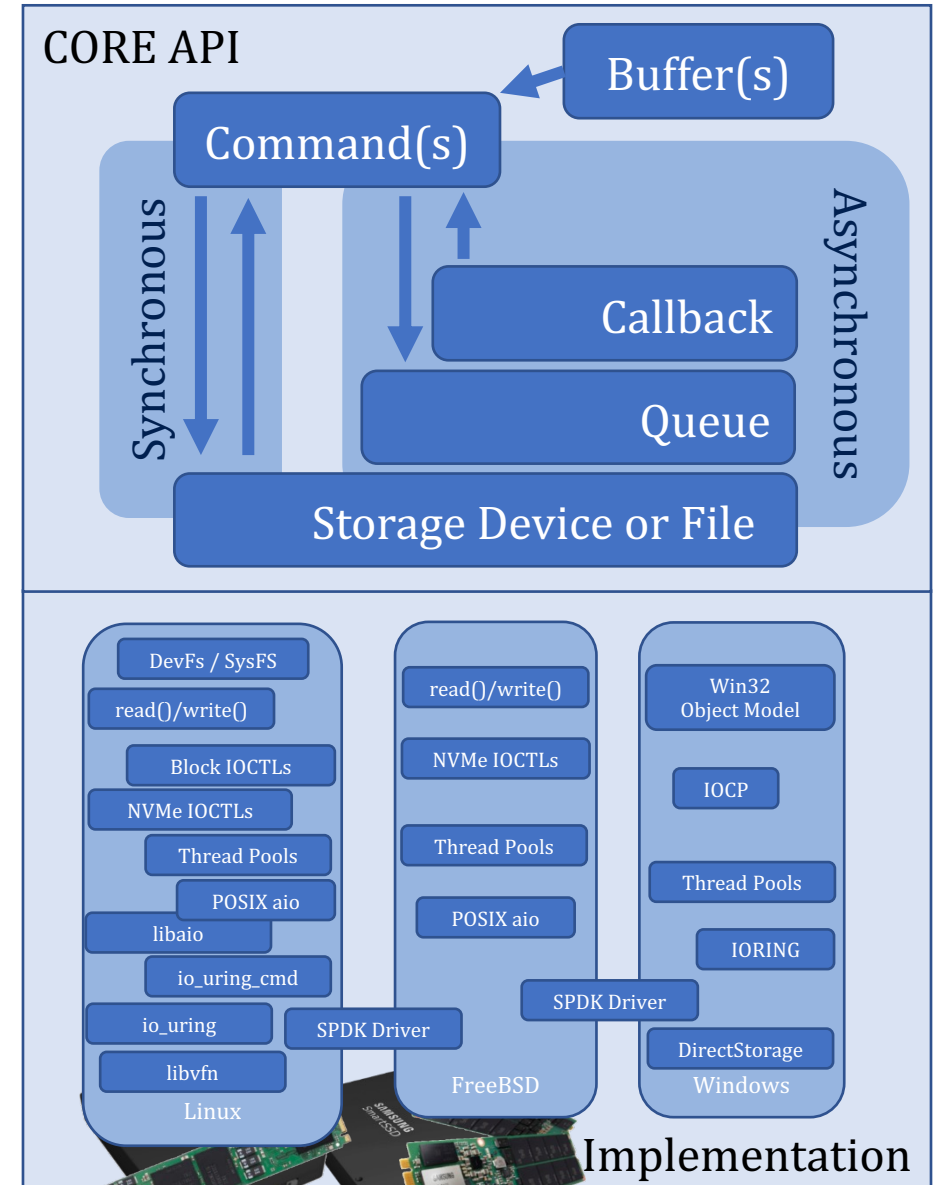 CORE API
Buffer(s)
Command(s)
Synchronous
Asynchronous
Callback
Queue
Storage Device or File
DevFs / SysFS
read()/write()
Block IOCTLs
NVMe IOCTLs
Thread Pools
POSIX aio
libaio
io_uring_cmd
io_uring
libvfn
Linux
SPDK Driver
read()/write()
NVMe IOCTLs
Thread Pools
POSIX aio
FreeBSD
SPDK Driver
Win32
Object Model
IOCP
Thread Pools
IORING
DirectStorage
Windows
SAMSUNG
SmartSSD
Implementation